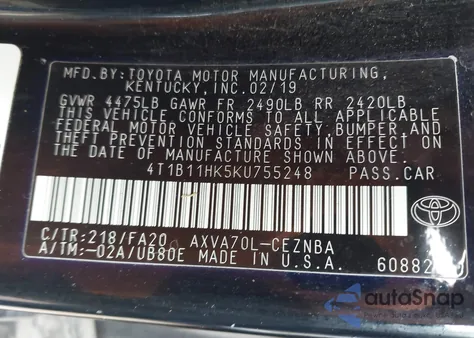 MFD.BY:TOYOTA MOTOR MANUFACTURING,
KENTUCKY,INC.02/19
GVWR 4475LB GAWR FR 2490LB RR 2420LB
THIS VEHICLE CONFORMS TO ALL APPLICABLE
FEDERAL MOTOR VEHICLE SAFETY,BUMPER,AND
THEFT PREVENTION STANDARDS IN EFFECT ON
THE DATE OF MANUFACTURE SHOWN ABOVE.
4T1B11HK5KU755248 PASS.CAR
C/TR:218/FA20 AXVA70L-CEZNBA
A/TM:-02A/UB80E MADE IN U.S.A.
TOYOTA
autoSnap